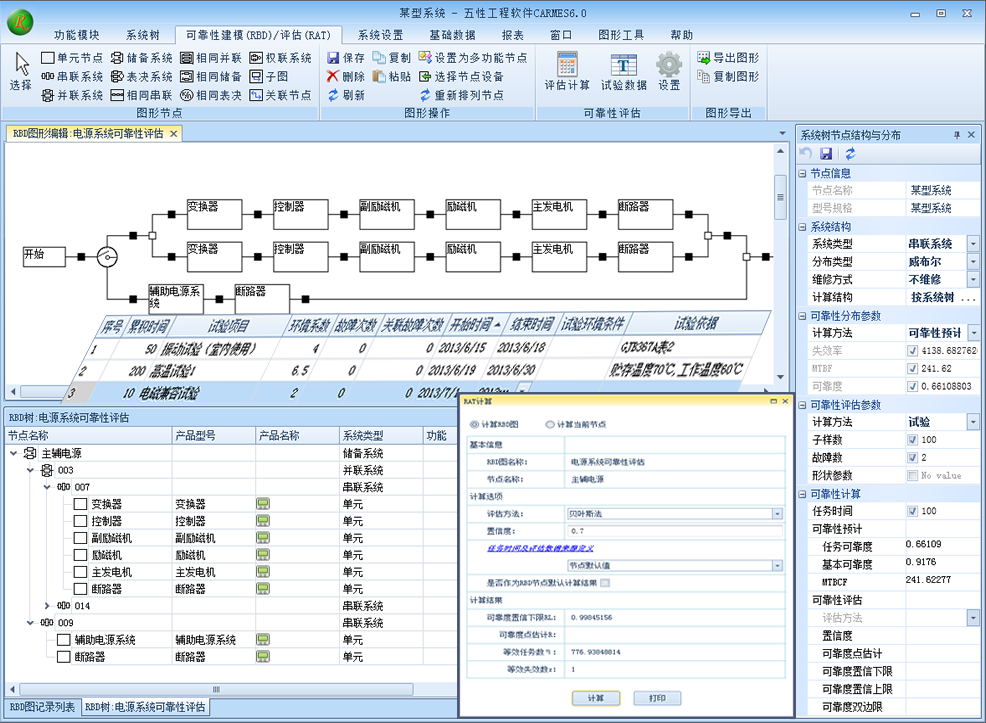 某型系统 - 五性工程软件CARMES6.0
R
功能模块 系统树 可靠性建模(RBD)/评估(RAT) 系统设置 基础数据 报表 窗口 图形工具 帮助
选择
单元节点 储备系统 相同并联 权联系统
串联系统 表决系统 相同储备 子图
并联系统 相同串联 相同表决 关联节点
图形节点
保存 复制 设置为多功能节点
删除 粘贴 选择节点设备
刷新 重新排列节点
图形操作
评估计算 试验数据 设置
可靠性评估
导出图形
复制图形
图形导出
RBD图形编辑:电源系统可靠性评估
开始
变换器 控制器 副励磁机 励磁机 主发电机 断路器
变换器 控制器 副励磁机 励磁机 主发电机 断路器
辅助电源系统 断路器
序号 累积时间 试验项目 环境系数 故障次数 关联故障次数 开始时间 结束时间 试验环境条件 试验依据
1 50 振动试验（室内使用） 4 0 0 2013/6/15 2013/6/18 GJB367A表2
2 200 高温试验1 6.5 0 0 2013/6/19 2013/6/30 贮存温度70℃,工作温度60℃
3 10 电磁兼容试验 2 0 0 2013/7/1
RBD树:电源系统可靠性评估
节点名称 产品型号 产品名称 系统类型 功能
主辅电源 储备系统
003 并联系统
007 串联系统
变换器 变换器 单元
控制器 控制器 单元
副励磁机 副励磁机 单元
励磁机 励磁机 单元
主发电机 主发电机 单元
断路器 断路器 单元
014 串联系统
009 串联系统
辅助电源系统 辅助电源系统 单元
断路器 断路器 单元
RBD图记录列表 RBD树:电源系统可靠性评估
RAT计算
计算RBD图 计算当前节点
基本信息
RBD图名称: 电源系统可靠性评估
节点名称: 主辅电源
计算选项
评估方法: 贝叶斯法
置信度: 0.7
任务时间及评估数据来源定义
节点默认值
是否作为RBD节点默认计算结果
计算结果
可靠度置信下限RL: 0.99845156
可靠度点估计R:
等效任务数η: 776.93848814
等效失效数z: 1
计算 打印
系统树节点结构与分布
节点信息
节点名称 某型系统
型号规格 某型系统
系统结构
系统类型 串联系统
分布类型 威布尔
维修方式 不维修
计算结构 按系统树 ...
可靠性分布参数
计算方法 可靠性预计
失效率 4138.682762
MTBF 241.62
可靠度 0.66108803
可靠性评估参数
计算方法 试验
子样数 100
故障数 2
形状参数 No value
可靠性计算
任务时间 100
可靠性预计
任务可靠度 0.66109
基本可靠度 0.9176
MTBCF 241.62277
可靠性评估
评估方法
置信度
可靠度点估计
可靠度置信下限
可靠度置信上限
可靠度双边限